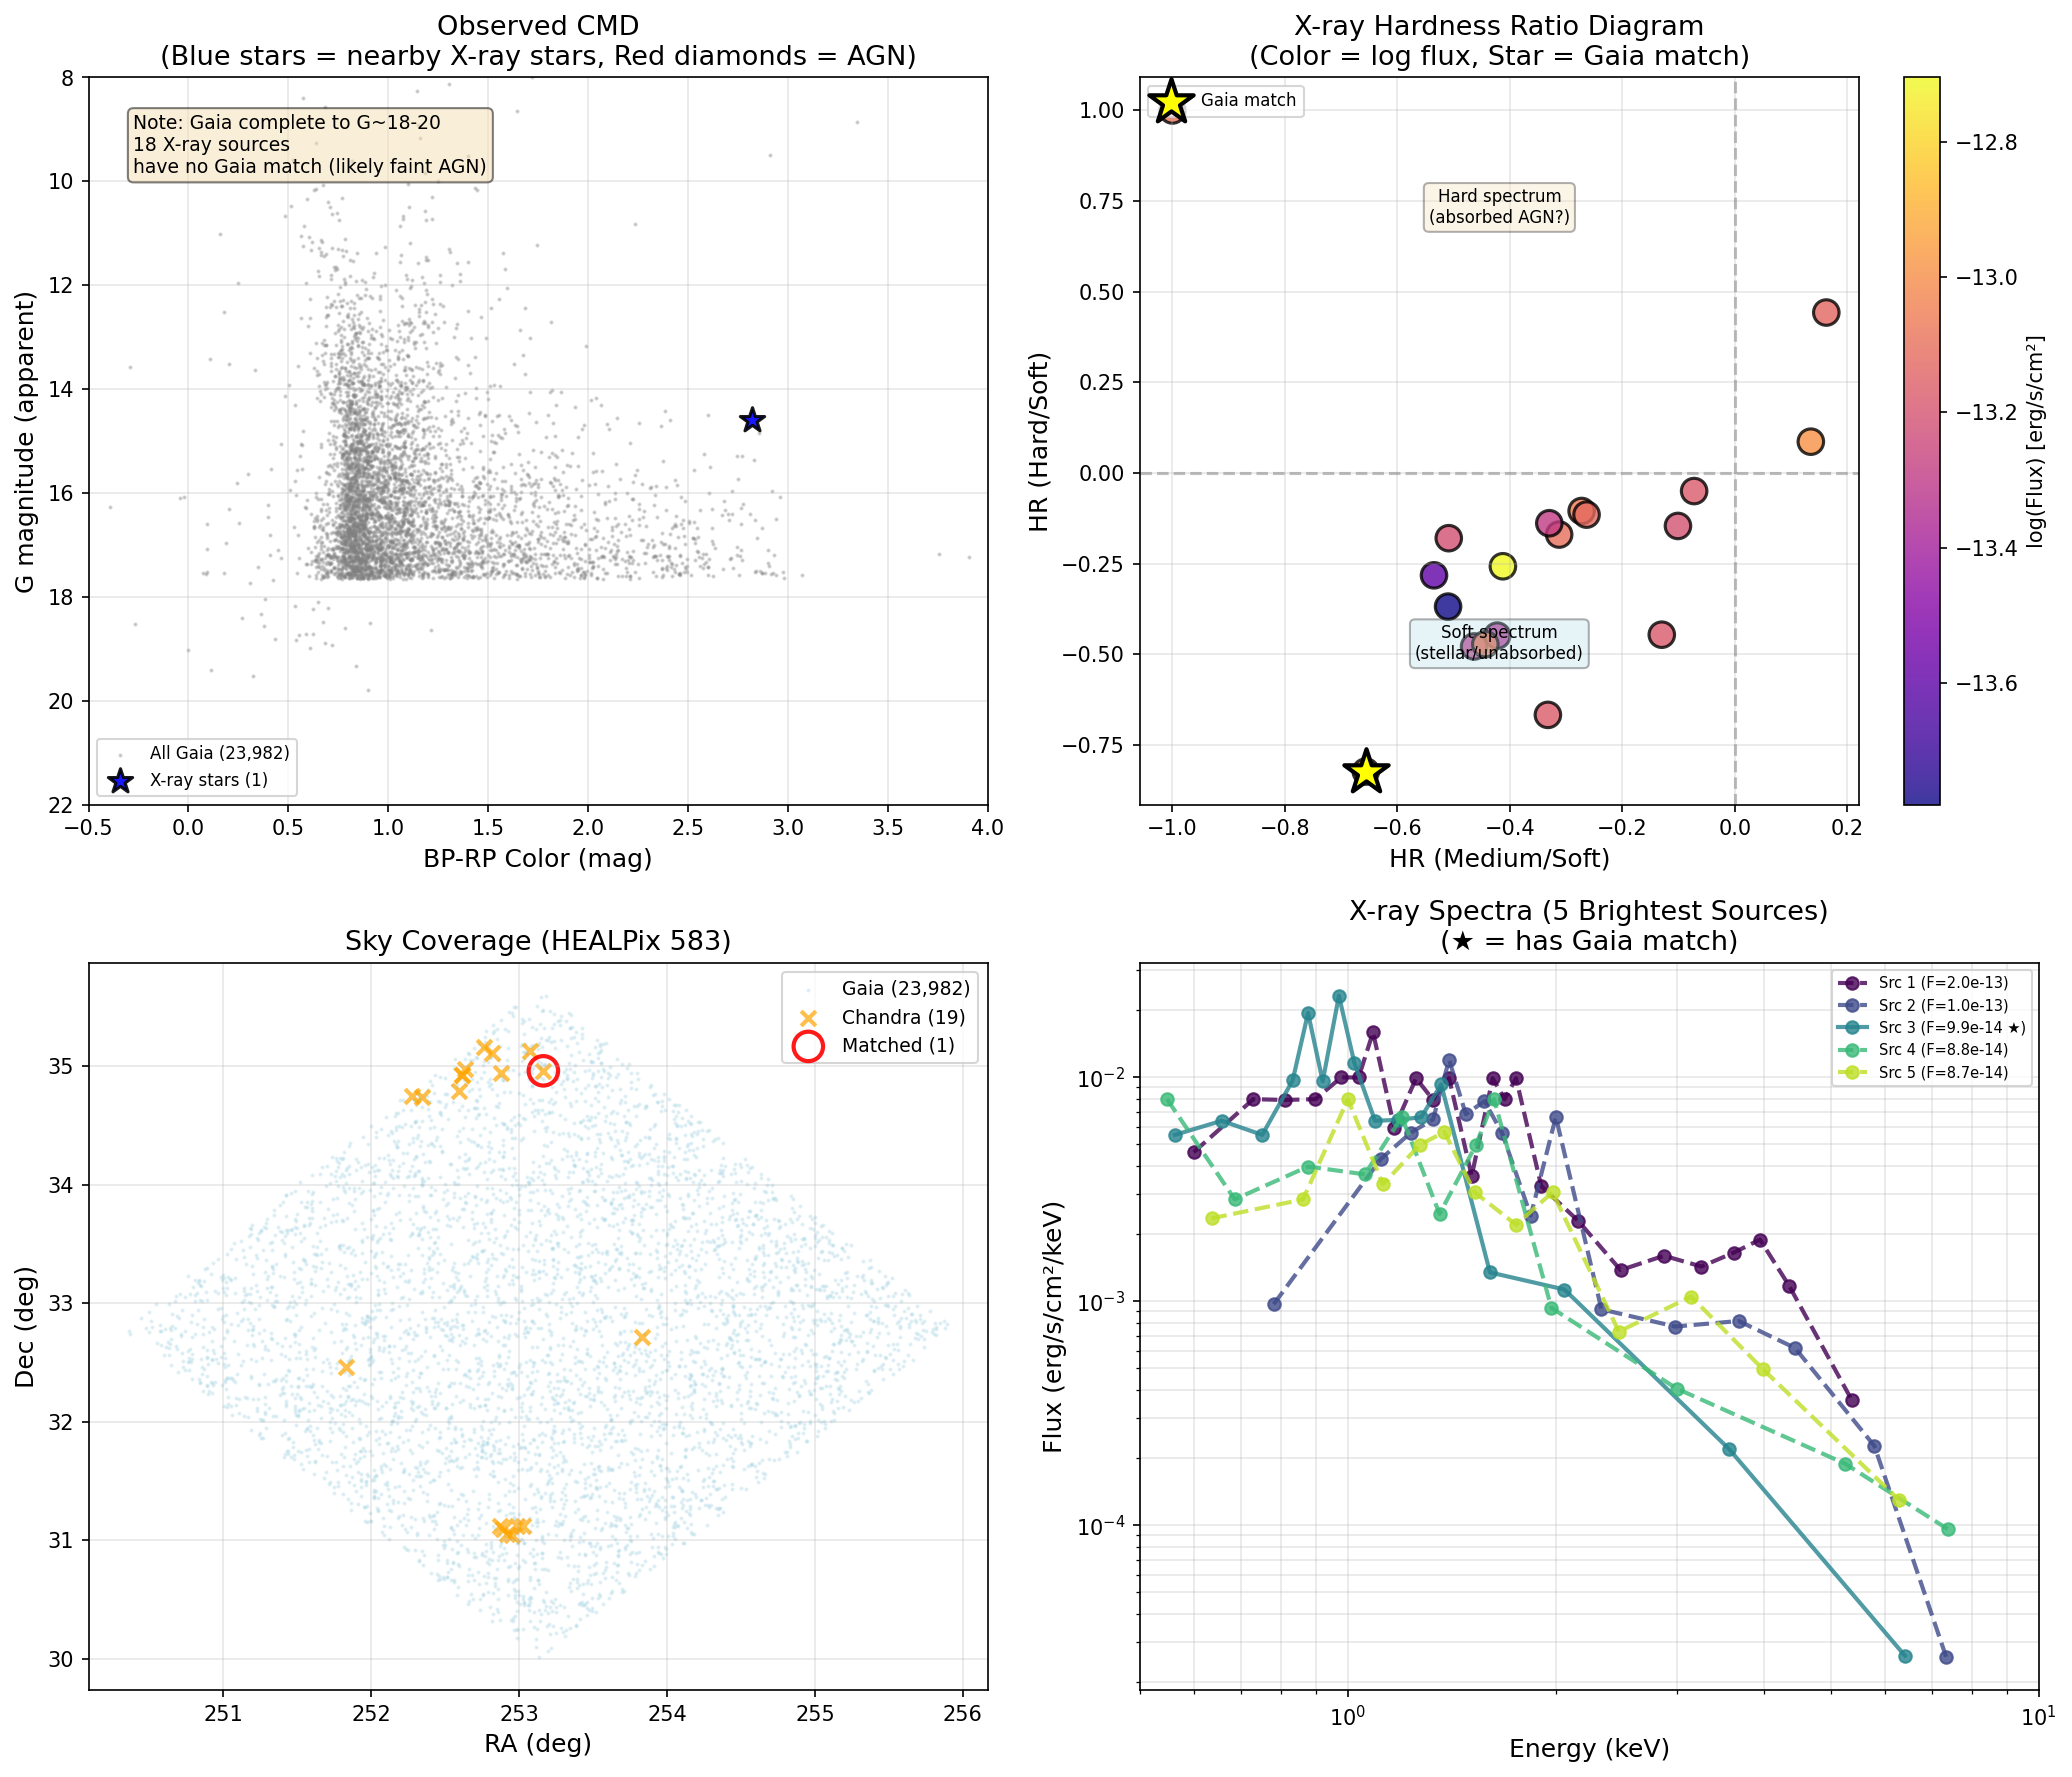 Observed CMD
(Blue stars = nearby X-ray stars, Red diamonds = AGN)
Note: Gaia complete to G~18-20
18 X-ray sources
have no Gaia match (likely faint AGN)
8
10
12
14
16
18
20
22
G magnitude (apparent)
All Gaia (23,982)
X-ray stars (1)
−0.5
0.0
0.5
1.0
1.5
2.0
2.5
3.0
3.5
4.0
BP-RP Color (mag)
X-ray Hardness Ratio Diagram
(Color = log flux, Star = Gaia match)
Gaia match
Hard spectrum
(absorbed AGN?)
Soft spectrum
(stellar/unabsorbed)
1.00
0.75
0.50
0.25
0.00
−0.25
−0.50
−0.75
HR (Hard/Soft)
−1.0
−0.8
−0.6
−0.4
−0.2
0.0
0.2
HR (Medium/Soft)
−12.8
−13.0
−13.2
−13.4
−13.6
log(Flux) [erg/s/cm²]
Sky Coverage (HEALPix 583)
Gaia (23,982)
Chandra (19)
Matched (1)
35
34
33
32
31
30
Dec (deg)
251
252
253
254
255
256
RA (deg)
X-ray Spectra (5 Brightest Sources)
(★ = has Gaia match)
Src 1 (F=2.0e-13)
Src 2 (F=1.0e-13)
Src 3 (F=9.9e-14 ★)
Src 4 (F=8.8e-14)
Src 5 (F=8.7e-14)
10⁻²
10⁻³
10⁻⁴
Flux (erg/s/cm²/keV)
10⁰
10¹
Energy (keV)